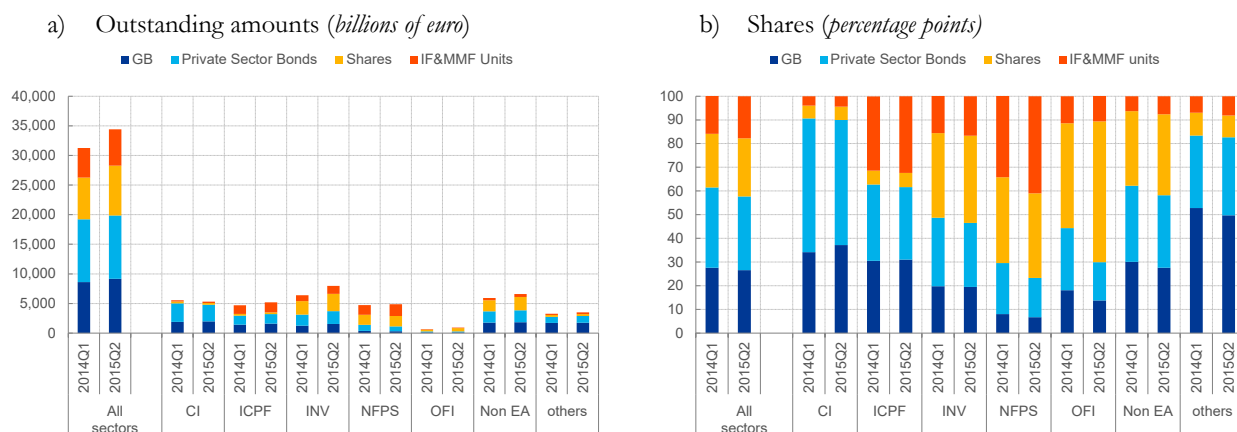 a) Outstanding amounts (billions of euro)
GB Private Sector Bonds Shares IF&MMF Units
40,000
35,000
30,000
25,000
20,000
15,000
10,000
5,000
0
2014Q1 2015Q2 2014Q1 2015Q2 2014Q1 2015Q2 2014Q1 2015Q2 2014Q1 2015Q2 2014Q1 2015Q2 2014Q1 2015Q2 2014Q1 2015Q2
All CI ICPF INV NFPS OFI Non EA others
sectors
b) Shares (percentage points)
GB Private Sector Bonds Shares IF&MMF units
100
90
80
70
60
50
40
30
20
10
0
2014Q1 2015Q2 2014Q1 2015Q2 2014Q1 2015Q2 2014Q1 2015Q2 2014Q1 2015Q2 2014Q1 2015Q2 2014Q1 2015Q2 2014Q1 2015Q2
All CI ICPF INV NFPS OFI Non EA others
sectors